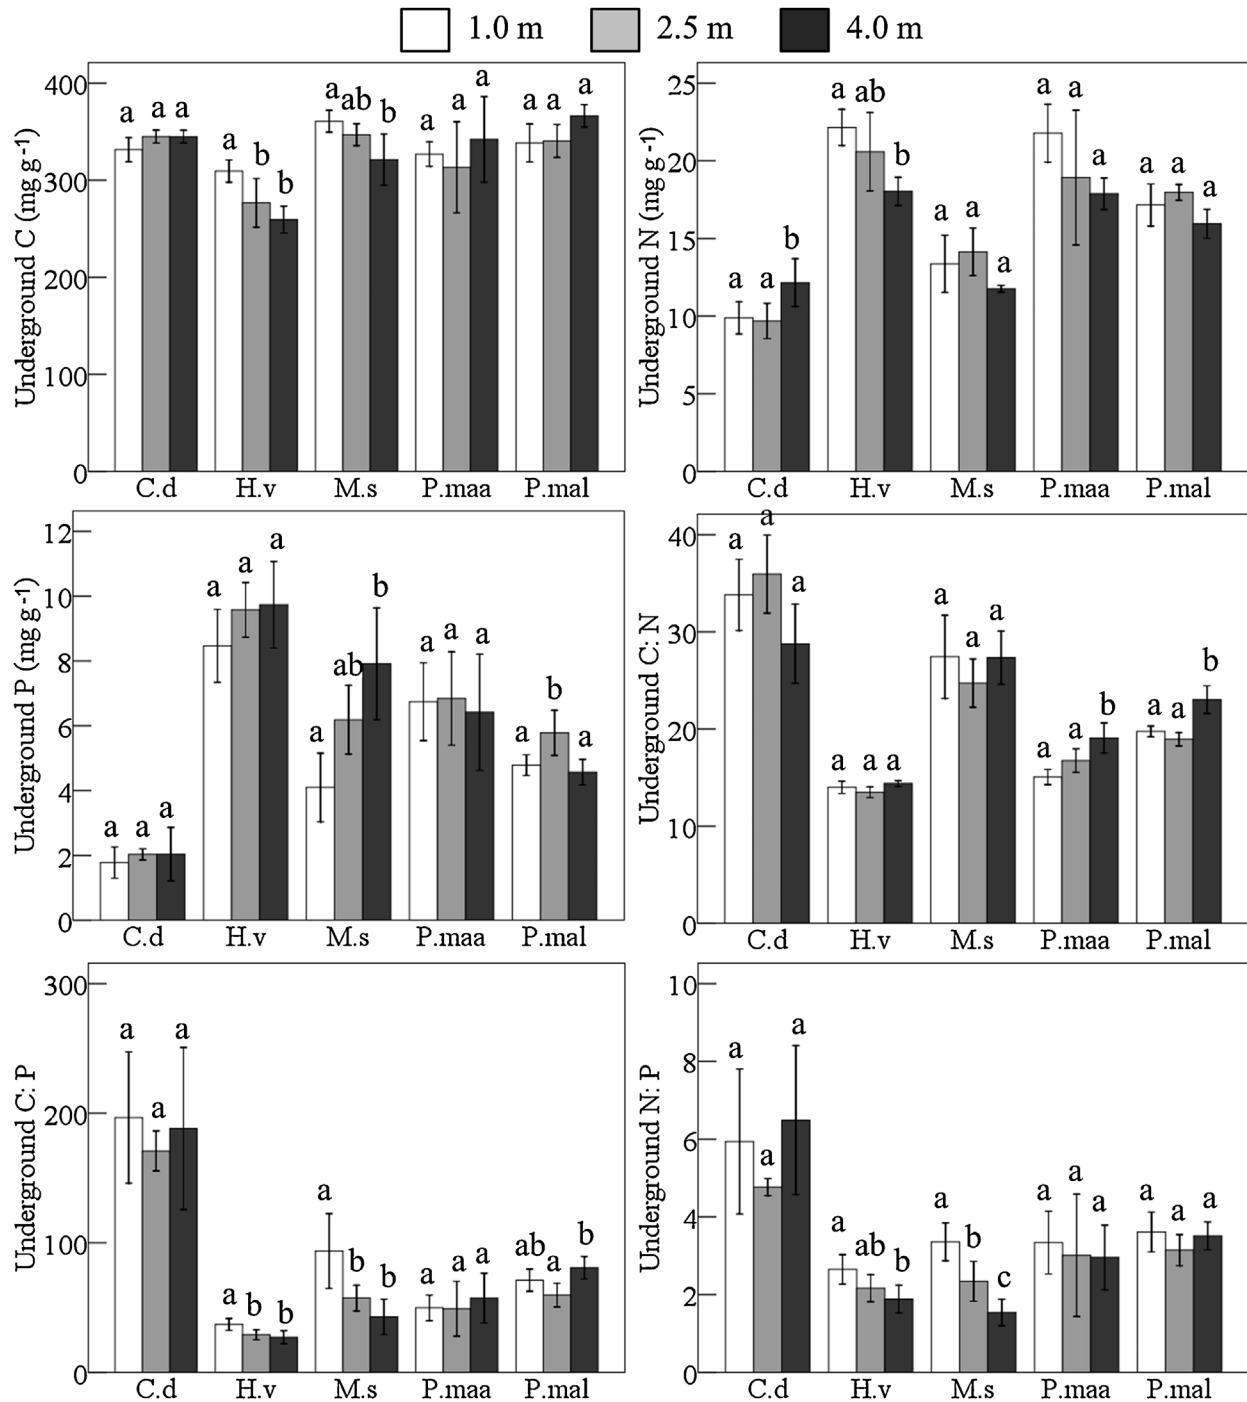 1.0 m 2.5 m 4.0 m
Underground C (mg g-1)
400
300
200
100
0
a a a a b b a ab b a a a a a a
C.d H.v M.s P.maa P.mal
Underground N (mg g-1)
25
20
15
10
5
0
a a b a ab b a a a a a a a a a
C.d H.v M.s P.maa P.mal
Underground P (mg g-1)
12
10
8
6
4
2
0
a a a a a a a ab b a a a a b a
C.d H.v M.s P.maa P.mal
Underground C: N
40
30
20
10
0
a a a a a a a a a a a b a a b
C.d H.v M.s P.maa P.mal
Underground C: P
300
200
100
0
a a a a b b a b b a a a ab a b
C.d H.v M.s P.maa P.mal
Underground N: P
10
8
6
4
2
0
a a a a ab b a b c a a a a a a
C.d H.v M.s P.maa P.mal